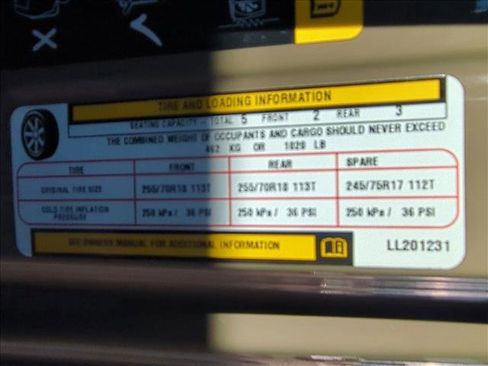 TIRE AND LOADING INFORMATION
SEATING CAPACITY - TOTAL 5 FRONT 2 REAR 3
THE COMBINED WEIGHT OF OCCUPANTS AND CARGO SHOULD NEVER EXCEED
KG OR LB
TIRE FRONT REAR SPARE
ORIGINAL TIRE SIZE 255/70R18 113T 255/70R18 113T 245/75R17 112T
COLD TIRE INFLATION PRESSURE 250 kPa / 36 PSI 250 kPa / 36 PSI 250 kPa / 36 PSI
SEE OWNERS MANUAL FOR ADDITIONAL INFORMATION
LL201231